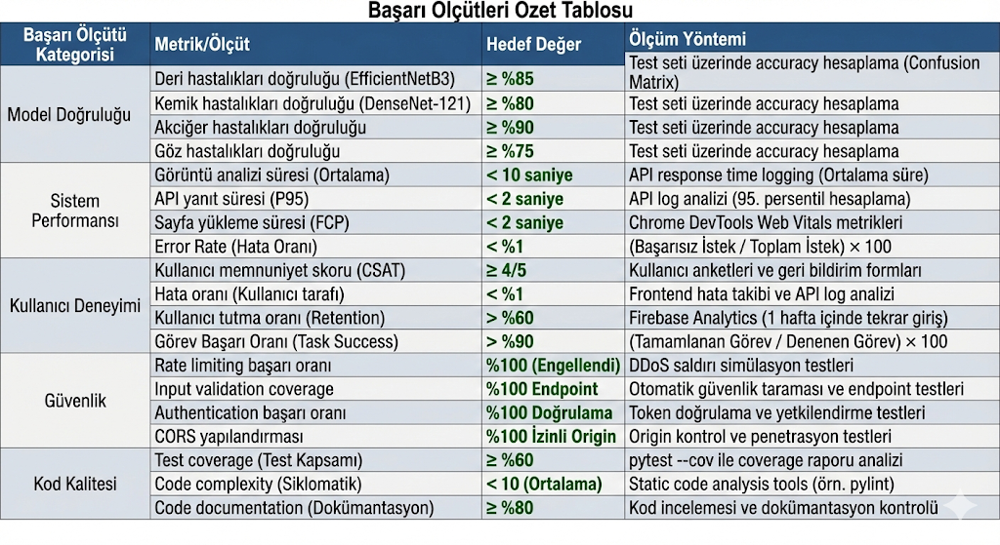 Başarı Ölçütleri Özet Tablosu
Başarı Ölçütü Kategorisi | Metrik/Ölçüt | Hedef Değer | Ölçüm Yöntemi
Model Doğruluğu
Deri hastalıkları doğruluğu (EfficientNetB3) | ≥ %85 | Test seti üzerinde accuracy hesaplama (Confusion Matrix)
Kemik hastalıkları doğruluğu (DenseNet-121) | ≥ %80 | Test seti üzerinde accuracy hesaplama
Akciğer hastalıkları doğruluğu | ≥ %90 | Test seti üzerinde accuracy hesaplama
Göz hastalıkları doğruluğu | ≥ %75 | Test seti üzerinde accuracy hesaplama
Sistem Performansı
Görüntü analizi süresi (Ortalama) | < 10 saniye | API response time logging (Ortalama süre)
API yanıt süresi (P95) | < 2 saniye | API log analizi (95. persentil hesaplama)
Sayfa yükleme süresi (FCP) | < 2 saniye | Chrome DevTools Web Vitals metrikleri
Error Rate (Hata Oranı) | < %1 | (Başarısız İstek / Toplam İstek) × 100
Kullanıcı Deneyimi
Kullanıcı memnuniyet skoru (CSAT) | ≥ 4/5 | Kullanıcı anketleri ve geri bildirim formları
Hata oranı (Kullanıcı tarafı) | < %1 | Frontend hata takibi ve API log analizi
Kullanıcı tutma oranı (Retention) | > %60 | Firebase Analytics (1 hafta içinde tekrar giriş)
Görev Başarı Oranı (Task Success) | > %90 | (Tamamlanan Görev / Denenen Görev) × 100
Güvenlik
Rate limiting başarı oranı | %100 (Engellendi) | DDoS saldırı simülasyon testleri
Input validation coverage | %100 Endpoint | Otomatik güvenlik taraması ve endpoint testleri
Authentication başarı oranı | %100 Doğrulama | Token doğrulama ve yetkilendirme testleri
CORS yapılandırması | %100 İzinli Origin | Origin kontrol ve penetrasyon testleri
Kod Kalitesi
Test coverage (Test Kapsamı) | ≥ %60 | pytest --cov ile coverage raporu analizi
Code complexity (Siklomatik) | < 10 (Ortalama) | Static code analysis tools (örn. pylint)
Code documentation (Dokümantasyon) | ≥ %80 | Kod incelemesi ve dokümantasyon kontrolü